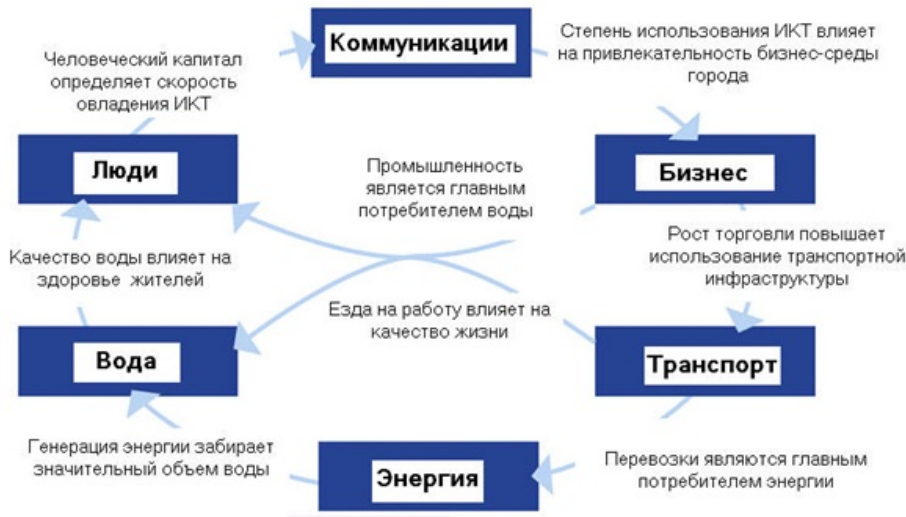 Коммуникации
Степень использования ИКТ влияет
на привлекательность бизнес-среды
города
Человеческий капитал
определяет скорость
овладения ИКТ
Люди
Промышленность
является главным
потребителем воды
Бизнес
Качество воды влияет на
здоровье жителей
Рост торговли повышает
использование транспортной
инфраструктуры
Езда на работу влияет на
качество жизни
Вода
Транспорт
Генерация энергии забирает
значительный объем воды
Энергия
Перевозки являются главным
потребителем энергии